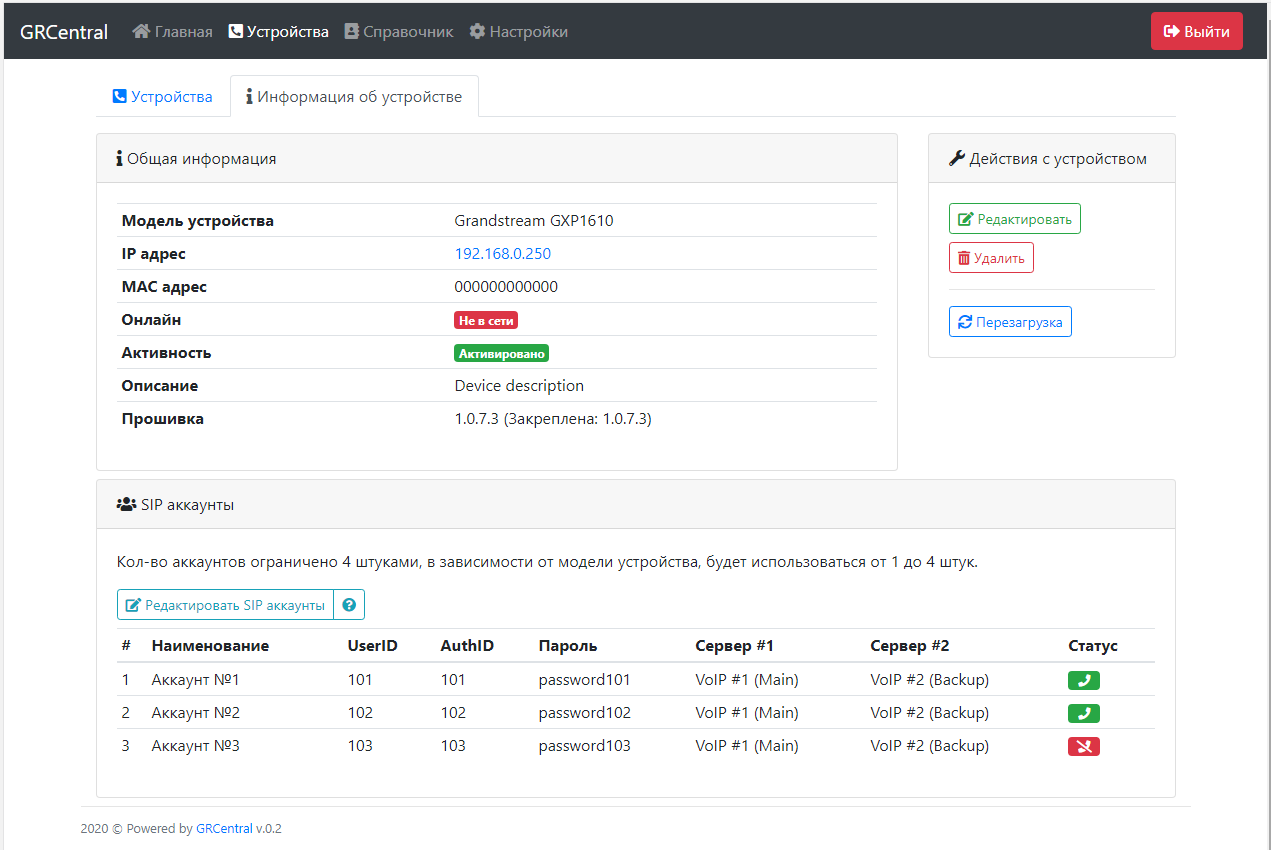 GRCentral Главная Устройства Справочник Настройки Выйти
Устройства Информация об устройстве
Общая информация
Модель устройства Grandstream GXP1610
IP адрес 192.168.0.250
MAC адрес 000000000000
Онлайн Не в сети
Активность Активировано
Описание Device description
Прошивка 1.0.7.3 (Закреплена: 1.0.7.3)
Действия с устройством
Редактировать
Удалить
Перезагрузка
SIP аккаунты
Кол-во аккаунтов ограничено 4 штуками, в зависимости от модели устройства, будет использоваться от 1 до 4 штук.
Редактировать SIP аккаунты ?
# Наименование UserID AuthID Пароль Сервер #1 Сервер #2 Статус
1 Аккаунт №1 101 101 password101 VoIP #1 (Main) VoIP #2 (Backup)
2 Аккаунт №2 102 102 password102 VoIP #1 (Main) VoIP #2 (Backup)
3 Аккаунт №3 103 103 password103 VoIP #1 (Main) VoIP #2 (Backup)
2020 © Powered by GRCentral v.0.2